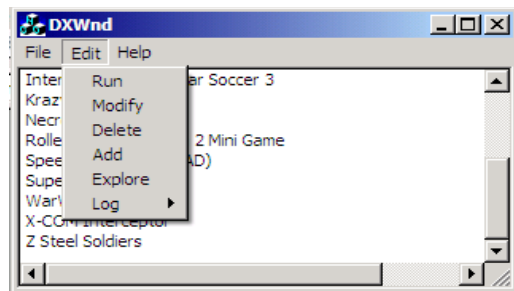 DXWnd
File Edit Help
Inter ar Soccer 3
Run
Kraz
Modify
Necr
Delete
Rolle 2 Mini Game
Add
Spee AD)
Supe
Explore
War
Log
X-COM Interceptor
Z Steel Soldiers